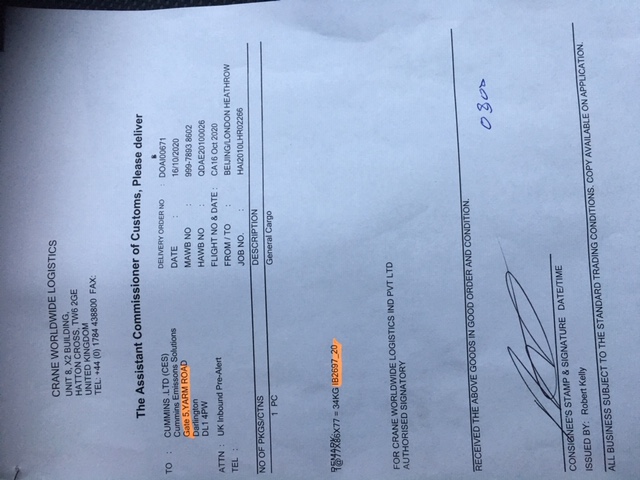 CRANE WORLDWIDE LOGISTICS
UNIT 8, X2 BUILDING,
HATTON CROSS, TW6 2GE
UNITED KINGDOM
TEL: +44 (0) 1784 438800 FAX:
The Assistant Commissioner of Customs, Please deliver
TO : CUMMINS .LTD (CES)
Cummins Emissons Solutions
Gate 5,YARM ROAD
Darlington
DL1 4PW
ATTN : UK Inbound Pre-Alert
TEL :
DELIVERY ORDER NO : DOAI00671
DATE : 16/10/2020
MAWB NO : 999-7893 8602
HAWB NO : QDAE20100026
FLIGHT NO & DATE : CA16 Oct 2020
FROM / TO : BEIJING/LONDON HEATHROW
JOB NO. : HAI2010LHR02266
NO OF PKGS/CTNS DESCRIPTION
1 PC General Cargo
REMARK:
1@77X86X77 = 34KG IB2697_20
FOR CRANE WORLDWIDE LOGISTICS IND PVT LTD
AUTHORISED SIGNATORY
RECEIVED THE ABOVE GOODS IN GOOD ORDER AND CONDITION.
0800
CONSIGNEE'S STAMP & SIGNATURE DATE/TIME
ISSUED BY: Robert Kelly
ALL BUSINESS SUBJECT TO THE STANDARD TRADING CONDITIONS. COPY AVAILABLE ON APPLICATION.